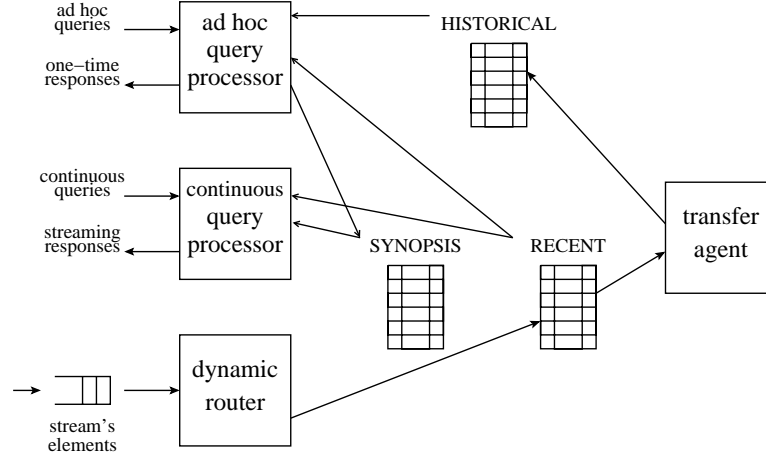 ad hoc
queries
one−time
responses
ad hoc
query
processor
HISTORICAL
continuous
queries
streaming
responses
continuous
query
processor
SYNOPSIS
RECENT
transfer
agent
dynamic
router
stream's
elements